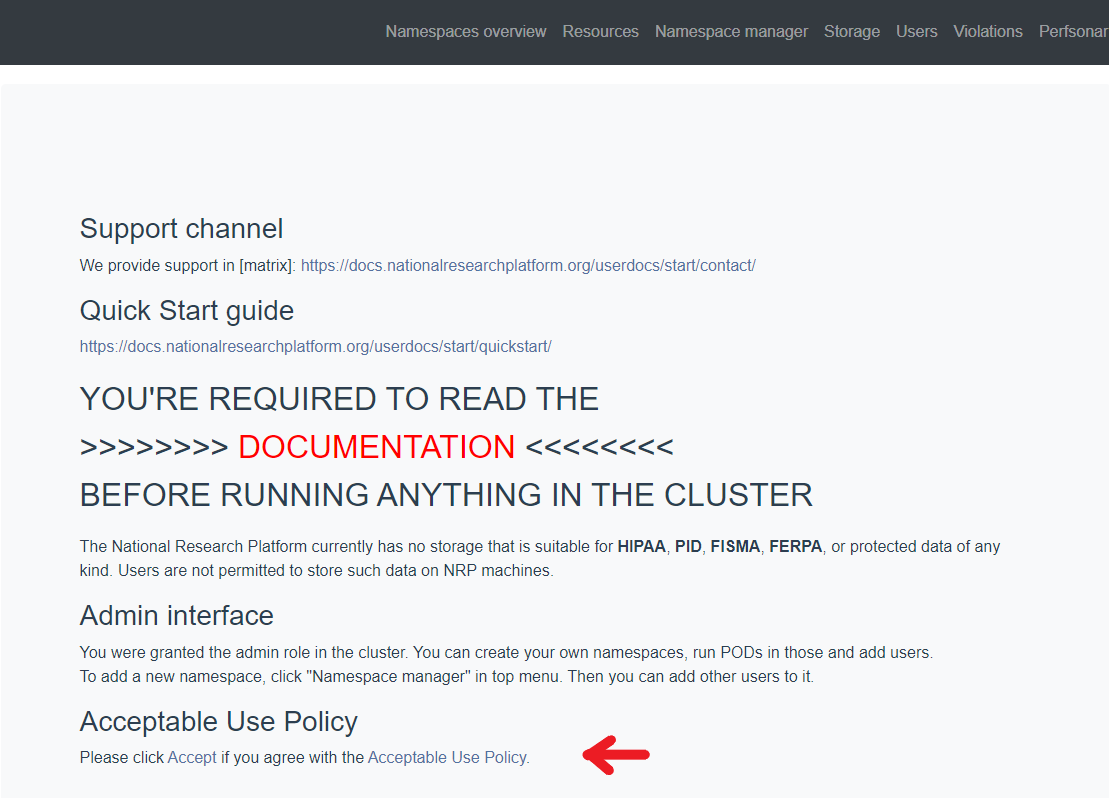 Namespaces overview Resources Namespace manager Storage Users Violations Perfsonar
Support channel
We provide support in [matrix]: https://docs.nationalresearchplatform.org/userdocs/start/contact/
Quick Start guide
https://docs.nationalresearchplatform.org/userdocs/start/quickstart/
YOU'RE REQUIRED TO READ THE
>>>>>>>> DOCUMENTATION <<<<<<<<
BEFORE RUNNING ANYTHING IN THE CLUSTER
The National Research Platform currently has no storage that is suitable for HIPAA, PID, FISMA, FERPA, or protected data of any
kind. Users are not permitted to store such data on NRP machines.
Admin interface
You were granted the admin role in the cluster. You can create your own namespaces, run PODs in those and add users.
To add a new namespace, click "Namespace manager" in top menu. Then you can add other users to it.
Acceptable Use Policy
Please click Accept if you agree with the Acceptable Use Policy.